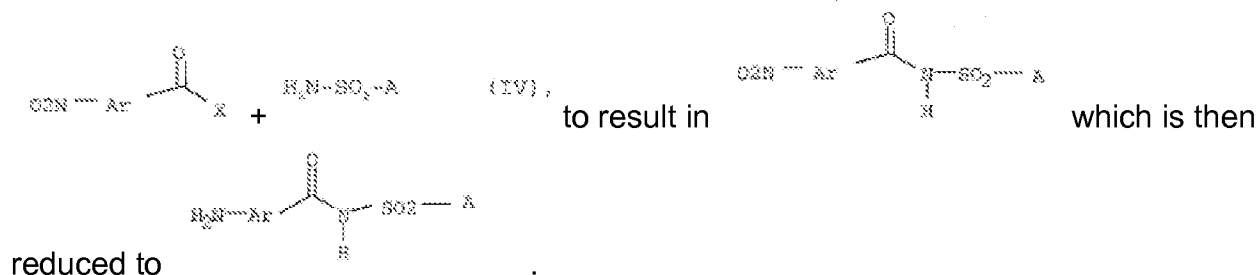 O O
O2N Ar X + H2N-SO2-A (IV), to result in O2N Ar N H SO2 A which is then
O
reduced to H2N Ar N H SO2 A .